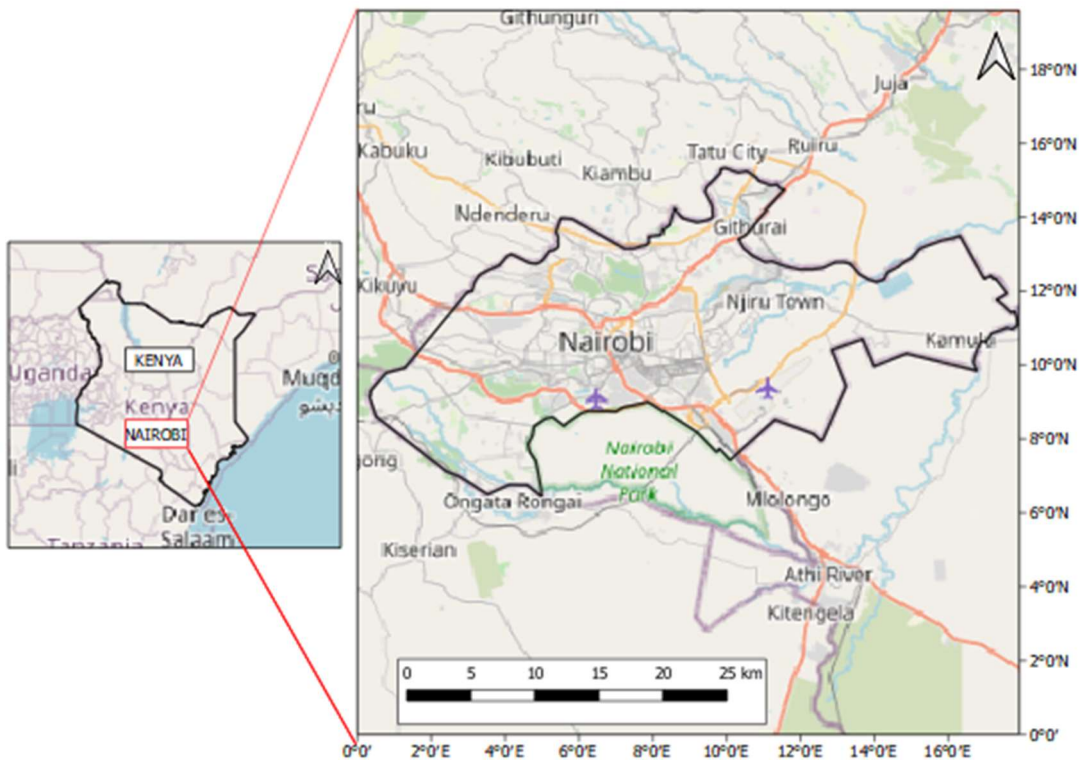 Githunguri
Juja
18°0'N
ru
Kabuku
Kibubuti
Kiambu
Tatu City
Ruiru
16°0'N
Ndenderu
Githurai
14°0'N
Kikuyu
Njiru Town
12°0'N
Nairobi
Kamulu
10°0'N
8°0'N
Nairobi
National
Park
gong
Ongata Rongai
Mlolongo
6°0'N
Kiserian
Athi River
4°0'N
Kitengela
2°0'N
0 5 10 15 20 25 km
0°0'
0°0' 2°0'E 4°0'E 6°0'E 8°0'E 10°0'E 12°0'E 14°0'E 16°0'E
KENYA
Uganda
Kenya
Muqd
NAIROBI
Dar es
Salaam
Tanzania